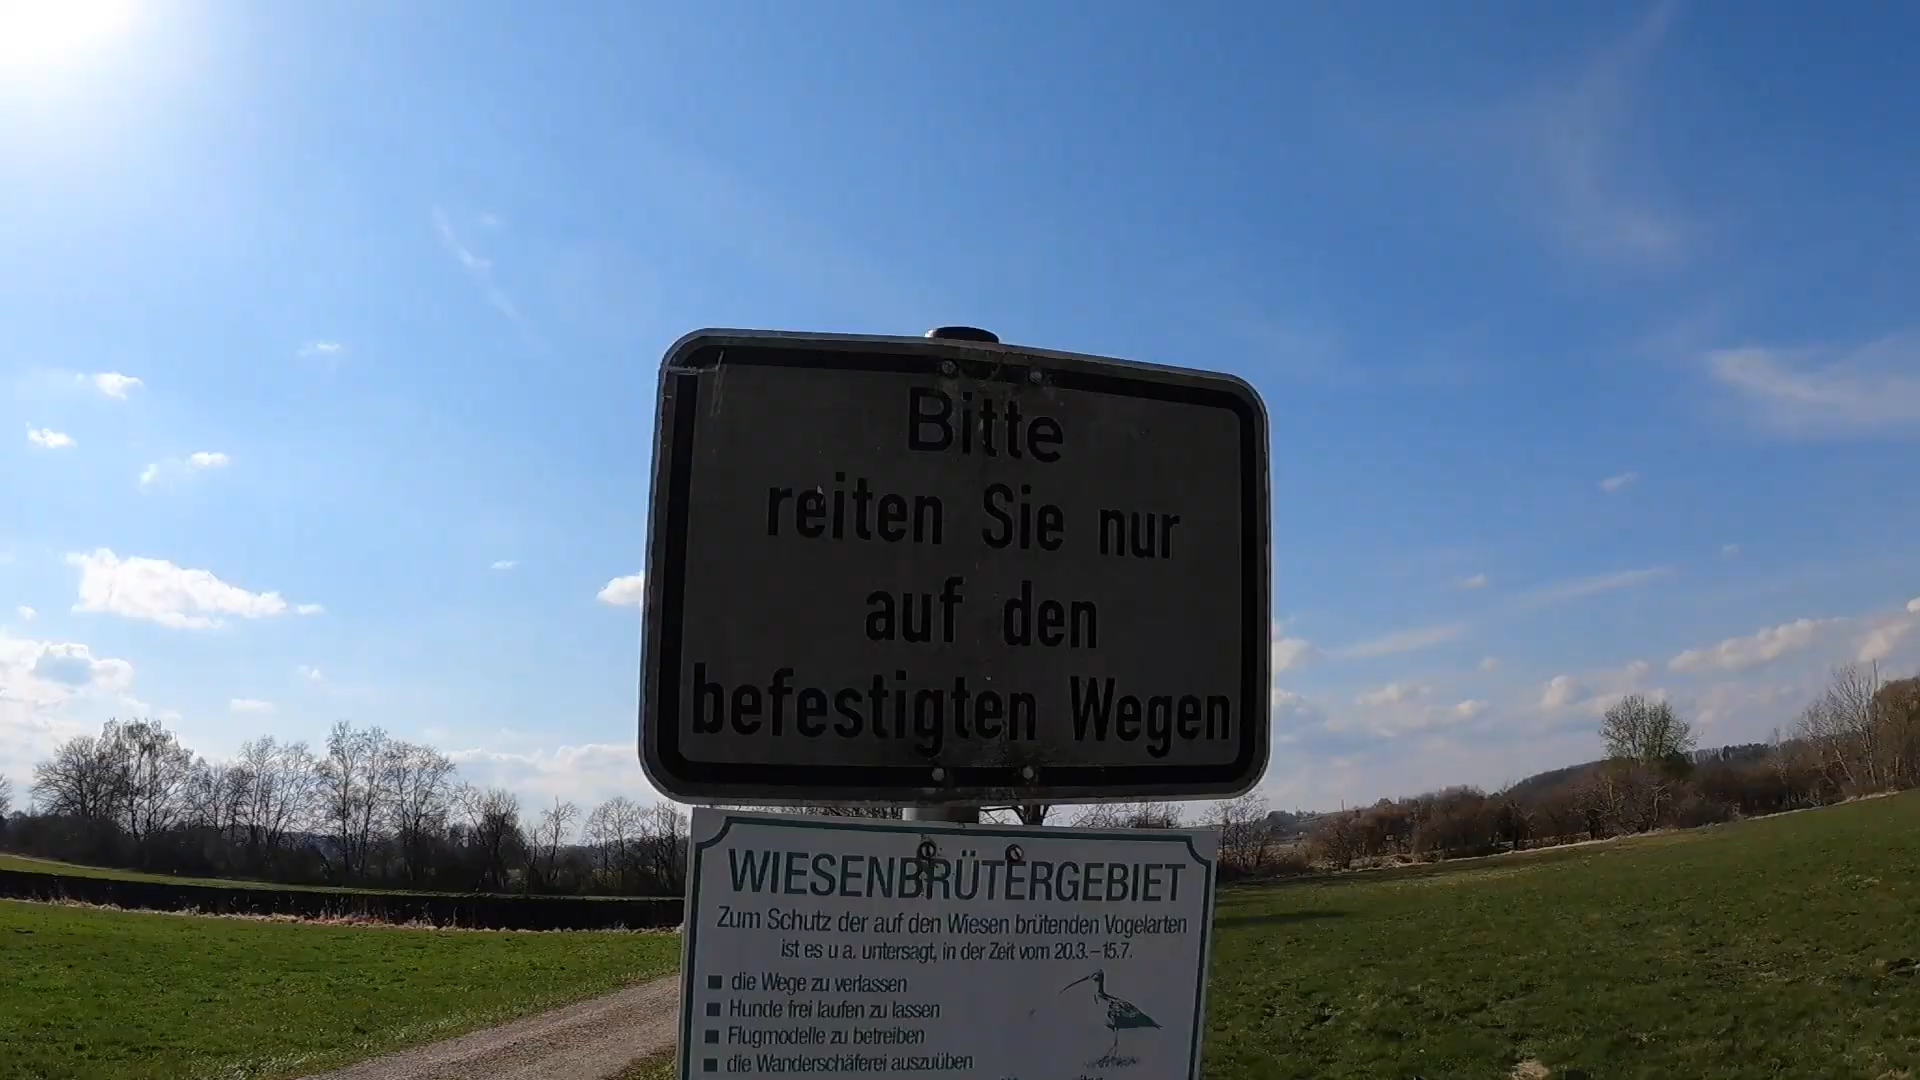 Bitte
reiten Sie nur
auf den
befestigten Wegen
WIESENBRÜTERGEBIET
Zum Schutz der auf den Wiesen brütenden Vogelarten
ist es u a. untersagt, in der Zeit vom 20.3.–15.7.
die Wege zu verlassen
Hunde frei laufen zu lassen
Flugmodelle zu betreiben
die Wanderschäferei auszuüben